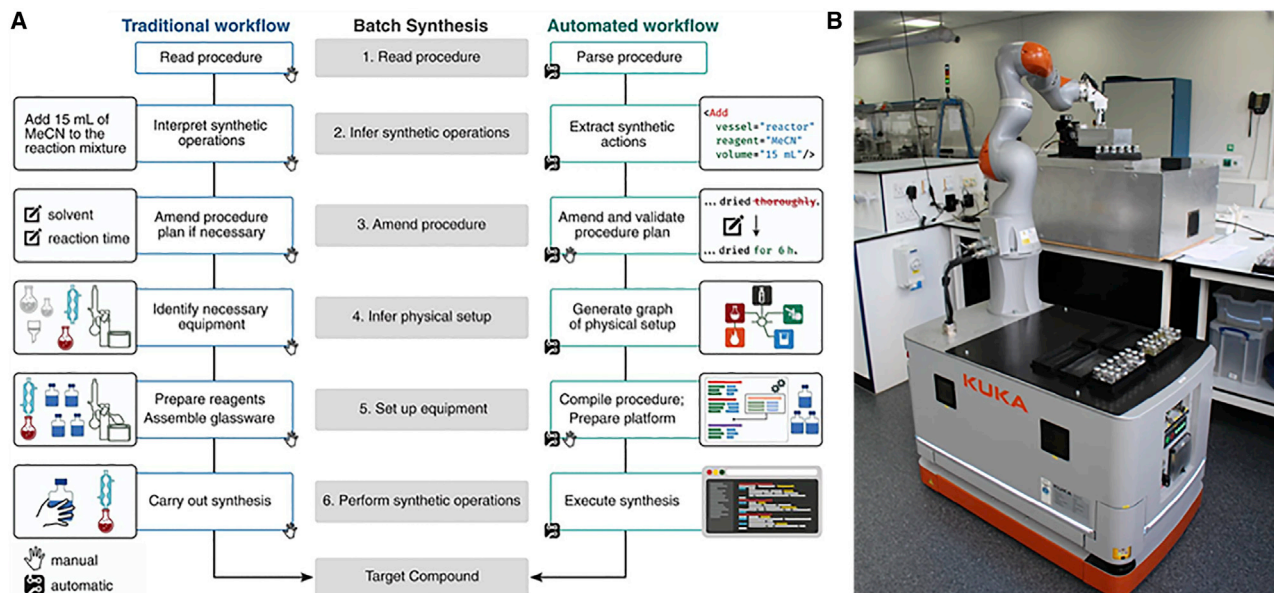 A
Traditional workflow
Batch Synthesis
Automated workflow
B
Read procedure
1. Read procedure
Parse procedure
Add 15 mL of
MeCN to the
reaction mixture
Interpret synthetic
operations
2. Infer synthetic operations
Extract synthetic
actions
<Add
vessel="reactor"
reagent="MeCN"
volume="15 mL"/>
solvent
reaction time
Amend procedure
plan if necessary
3. Amend procedure
Amend and validate
procedure plan
... dried thoroughly.
... dried for 6 h.
Identify necessary
equipment
4. Infer physical setup
Generate graph
of physical setup
Prepare reagents
Assemble glassware
5. Set up equipment
Compile procedure;
Prepare platform
Carry out synthesis
6. Perform synthetic operations
Execute synthesis
manual
automatic
Target Compound
KUKA
KUKA
KUKA